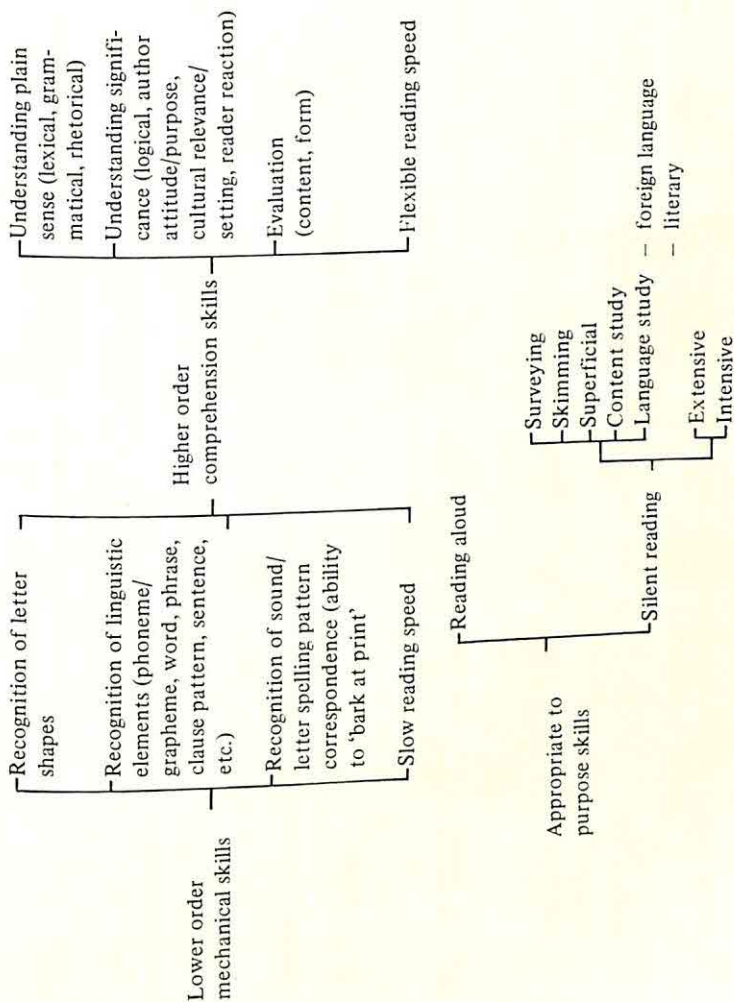 Lower order
mechanical skills
Recognition of letter
shapes
Recognition of linguistic
elements (phoneme/
grapheme, word, phrase,
clause pattern, sentence,
etc.)
Recognition of sound/
letter spelling pattern
correspondence (ability
to 'bark at print'
Slow reading speed
Higher order
comprehension skills
Understanding plain
sense (lexical, gram-
matical, rhetorical)
Understanding signifi-
cance (logical, author
attitude/purpose,
cultural relevance/
setting, reader reaction)
Evaluation
(content, form)
Flexible reading speed
Appropriate to
purpose skills
Reading aloud
Silent reading
Surveying
Skimming
Superficial
Content study
Language study – foreign language
– literary
Extensive
Intensive